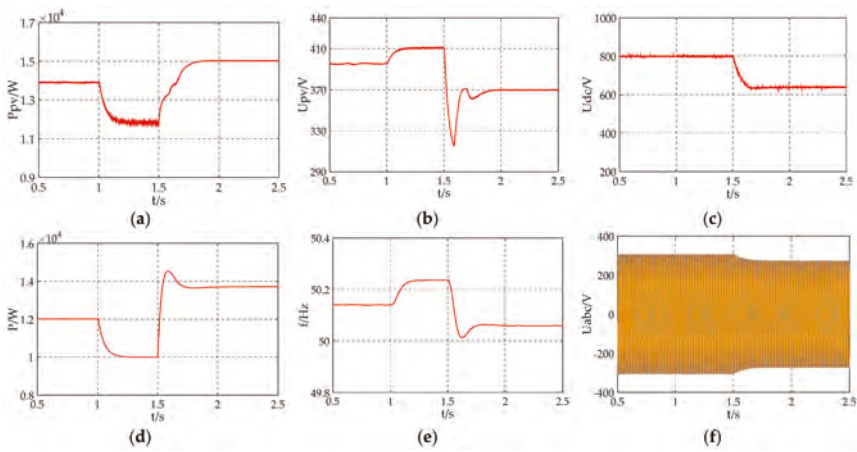 ×10⁴
1.7
1.5
1.3
1.1
0.9
Ppv/W
0.5 1 1.5 2 2.5
t/s
(a)
450
410
370
330
290
Upv/V
0.5 1 1.5 2 2.5
t/s
(b)
1000
800
600
400
200
Udc/V
0.5 1 1.5 2 2.5
t/s
(c)
×10⁴
1.6
1.4
1.2
1
0.8
P/W
0.5 1 1.5 2 2.5
t/s
(d)
50.4
50.2
50
49.8
f/Hz
0.5 1 1.5 2 2.5
t/s
(e)
400
200
0
-200
-400
Uabc/V
0.5 1 1.5 2 2.5
t/s
(f)